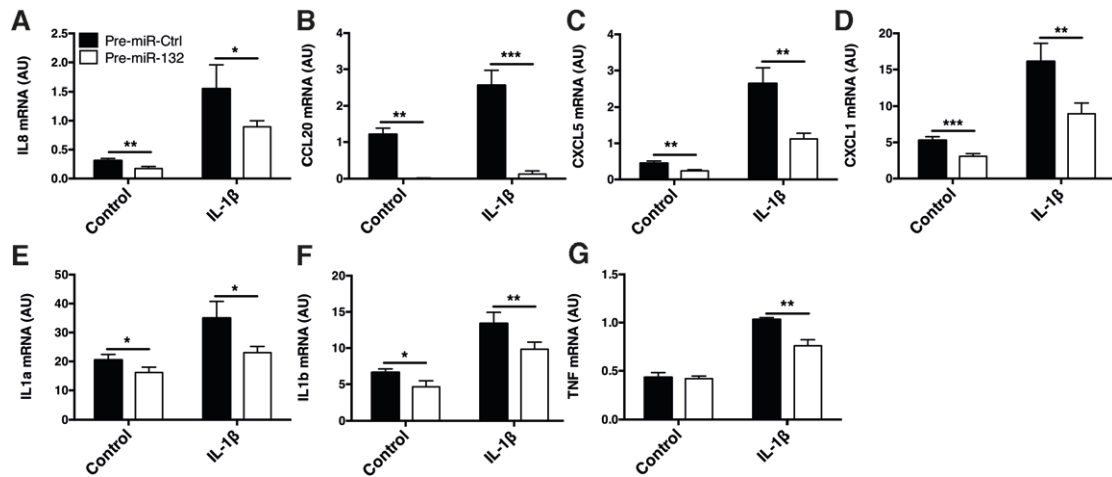 A
IL8 mRNA (AU)
2.5
2.0
1.5
1.0
0.5
0.0
Pre-miR-Ctrl
Pre-miR-132
**
*
Control
IL-1β
B
CCL20 mRNA (AU)
4
3
2
1
0
**
***
Control
IL-1β
C
CXCL5 mRNA (AU)
4
3
2
1
0
**
**
Control
IL-1β
D
CXCL1 mRNA (AU)
20
15
10
5
0
***
**
Control
IL-1β
E
IL1a mRNA (AU)
50
40
30
20
10
0
*
*
Control
IL-1β
F
IL1b mRNA (AU)
20
15
10
5
0
*
**
Control
IL-1β
G
TNF mRNA (AU)
1.5
1.0
0.5
0.0
**
Control
IL-1β